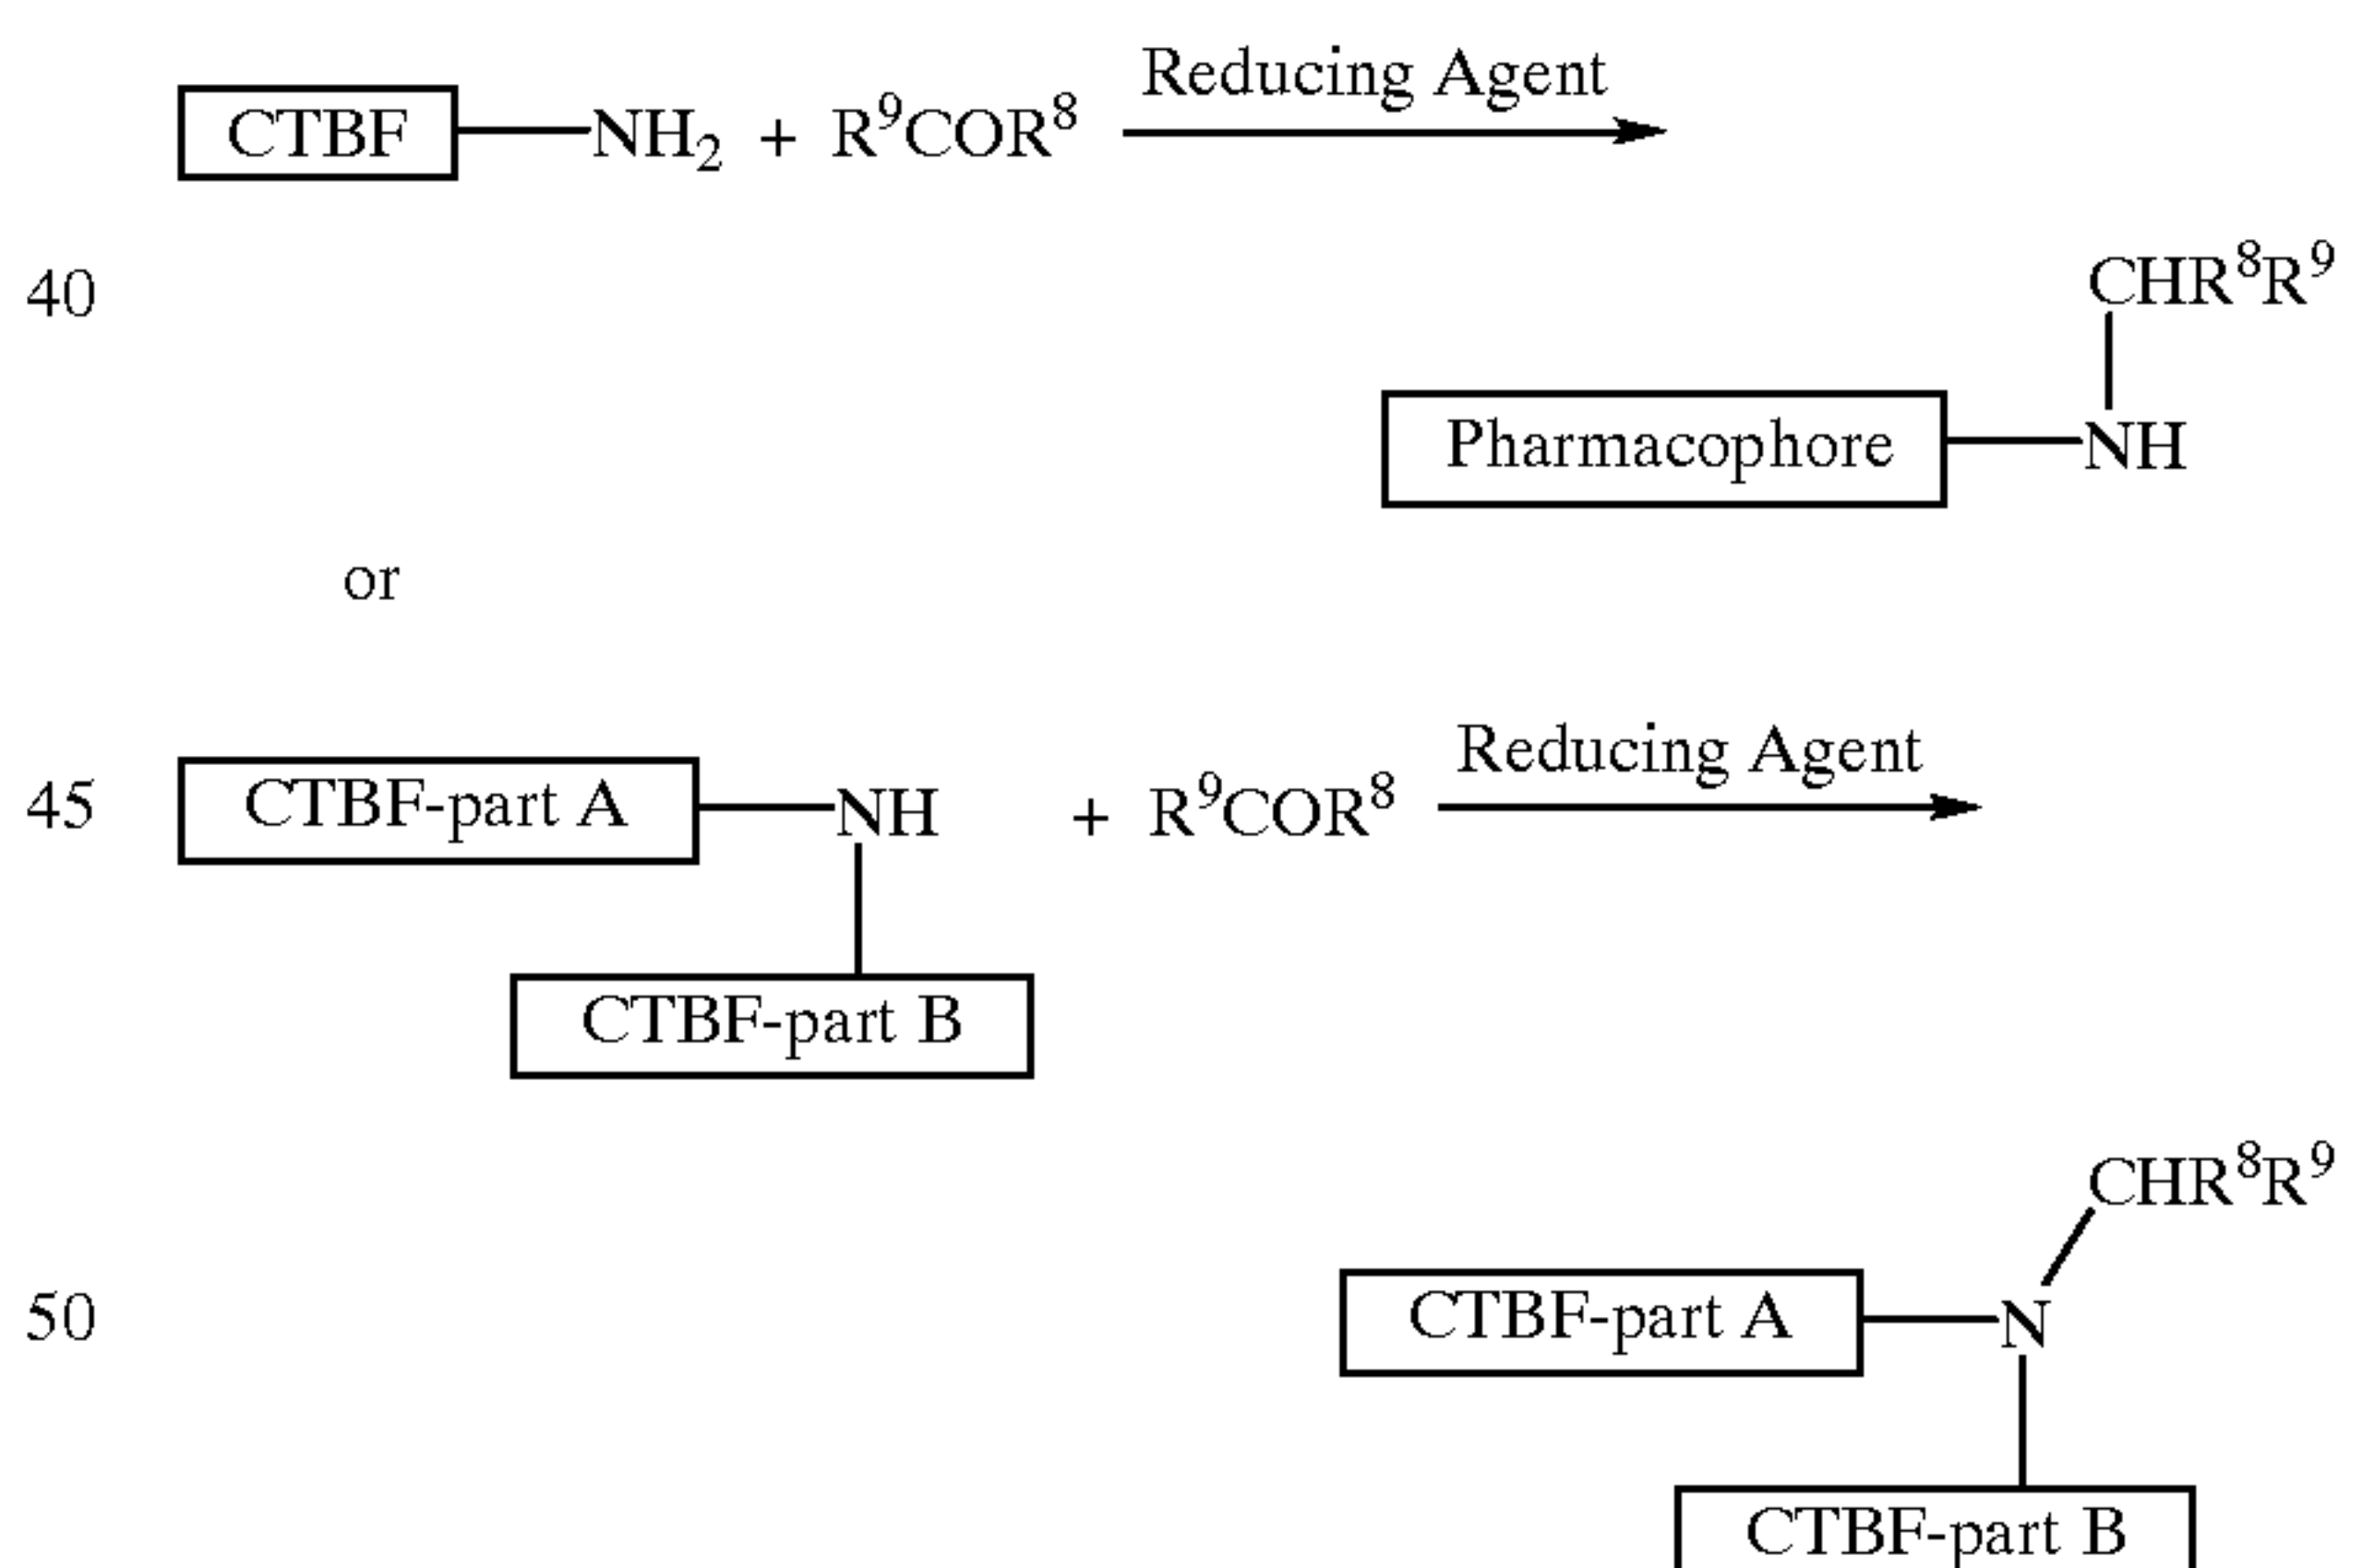 Reducing Agent
CTBF NH₂ + R⁹COR⁸
40 CHR⁸R⁹
Pharmacophore NH
or
Reducing Agent
45 CTBF-part A NH + R⁹COR⁸
CTBF-part B
CHR⁸R⁹
50 CTBF-part A N
CTBF-part B